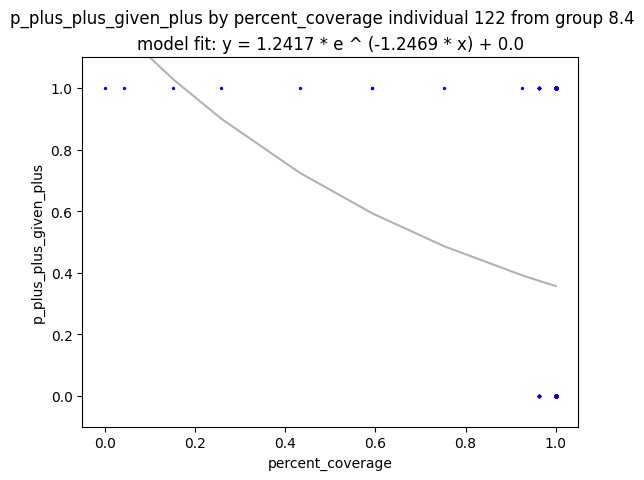 p_plus_plus_given_plus by percent_coverage individual 122 from group 8.4
model fit: y = 1.2417 * e ^ (-1.2469 * x) + 0.0
1.0
0.8
0.6
0.4
0.2
0.0
p_plus_plus_given_plus
0.0 0.2 0.4 0.6 0.8 1.0
percent_coverage